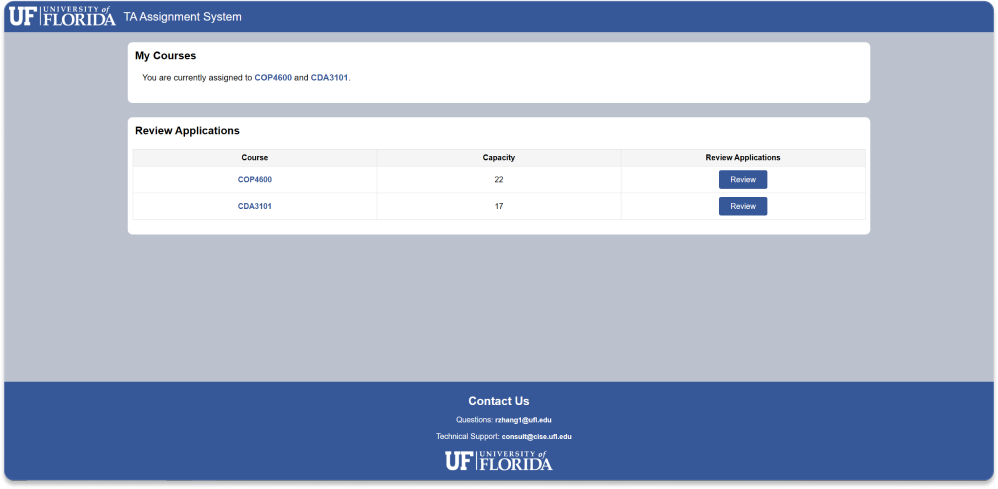 UF UNIVERSITY of FLORIDA TA Assignment System
My Courses
You are currently assigned to COP4600 and CDA3101.
Review Applications
Course Capacity Review Applications
COP4600 22 Review
CDA3101 17 Review
Contact Us
Questions: rzhang1@ufl.edu
Technical Support: consult@cise.ufl.edu
UF UNIVERSITY of FLORIDA